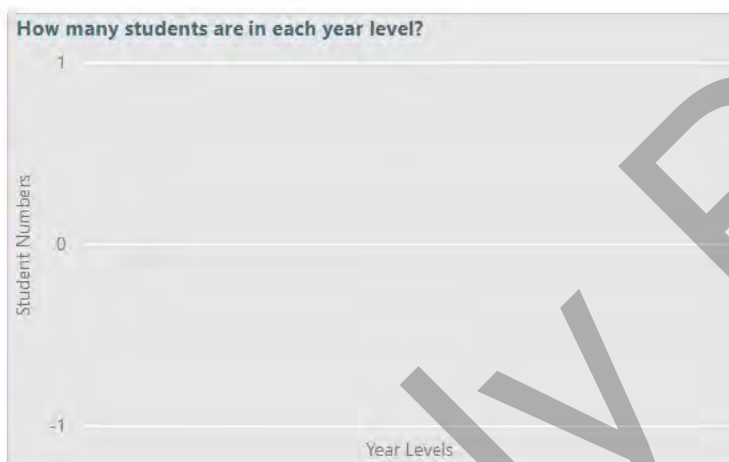 How many students are in each year level?
1
Student Numbers
0
-1
Year Levels